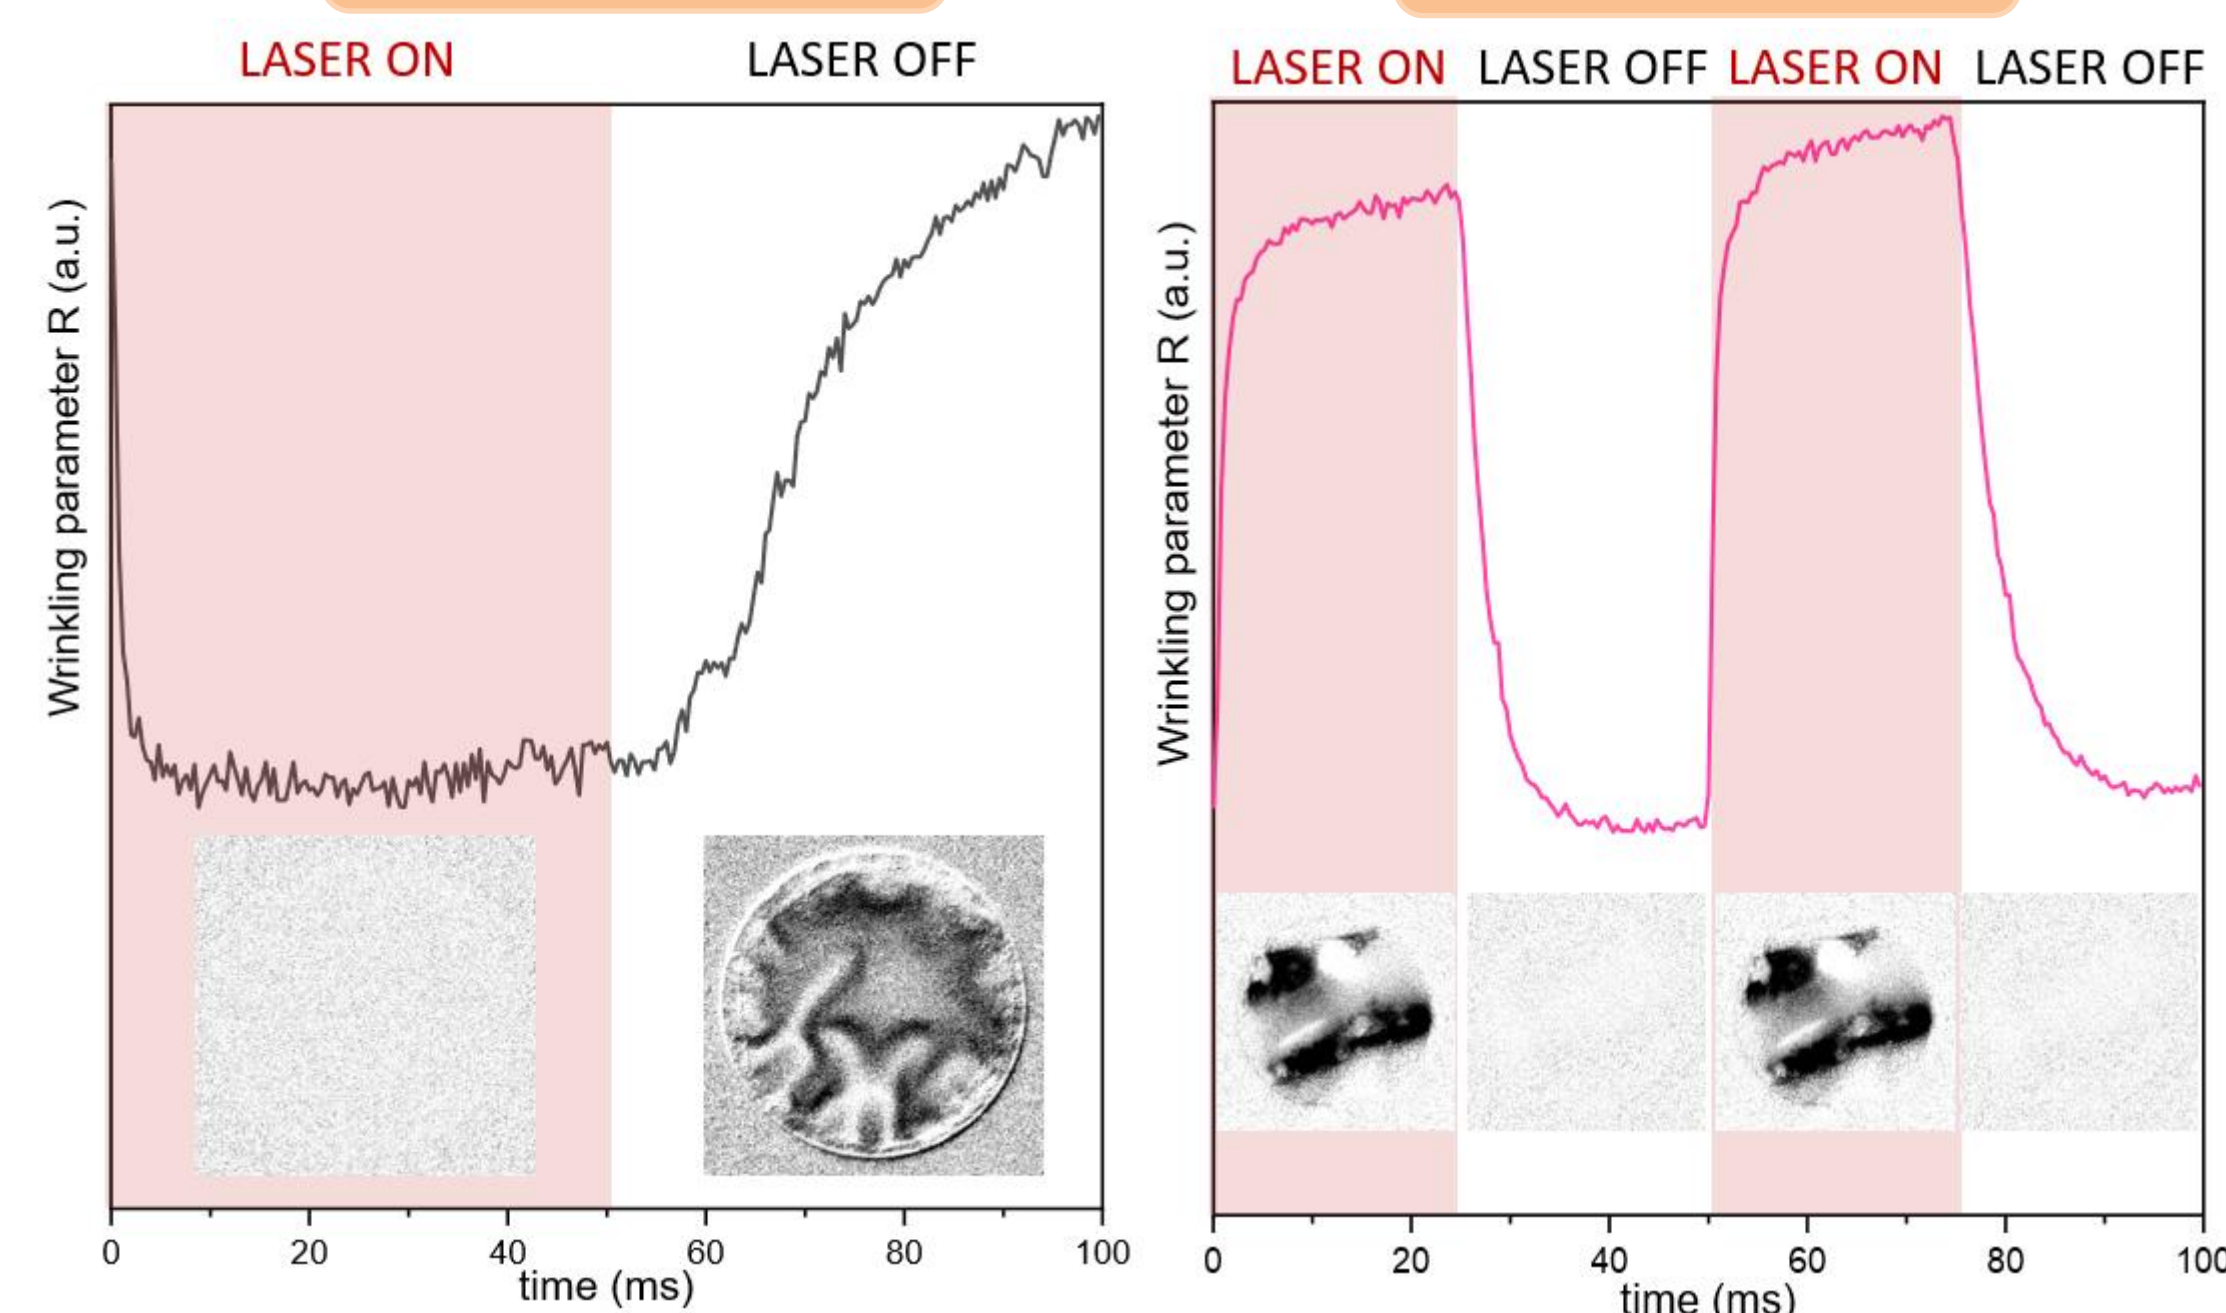 LASER ON
LASER OFF
Wrinkling parameter R (a.u.)
0 20 40 60 80 100
time (ms)
LASER ON LASER OFF LASER ON LASER OFF
Wrinkling parameter R (a.u.)
0 20 40 60 80 100
time (ms)